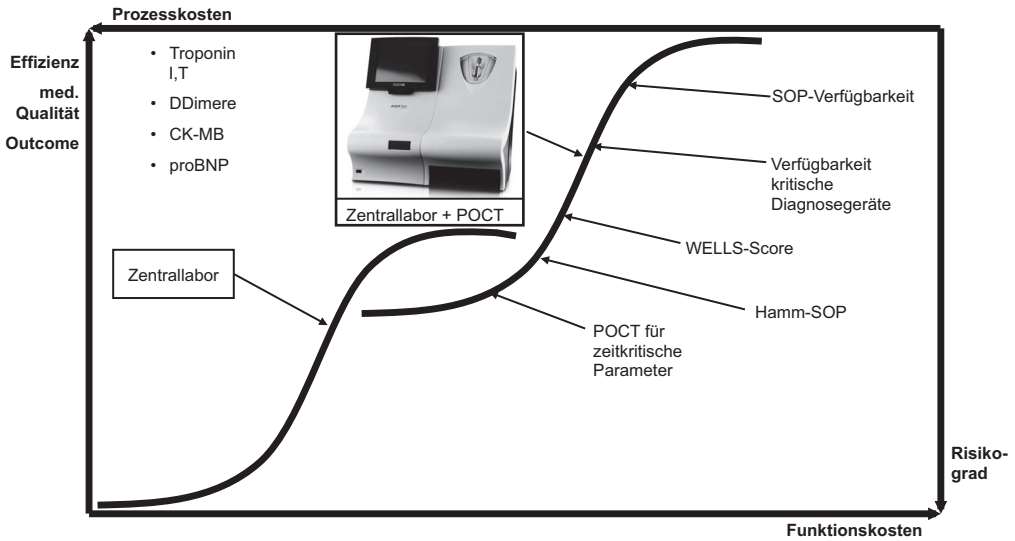 Prozesskosten
Effizienz
med.
Qualität
Outcome
• Troponin
I,T
• DDimere
• CK-MB
• proBNP
Zentrallabor + POCT
SOP-Verfügbarkeit
Verfügbarkeit
kritische
Diagnosegeräte
WELLS-Score
Zentrallabor
Hamm-SOP
POCT für
zeitkritische
Parameter
Risiko-
grad
Funktionskosten